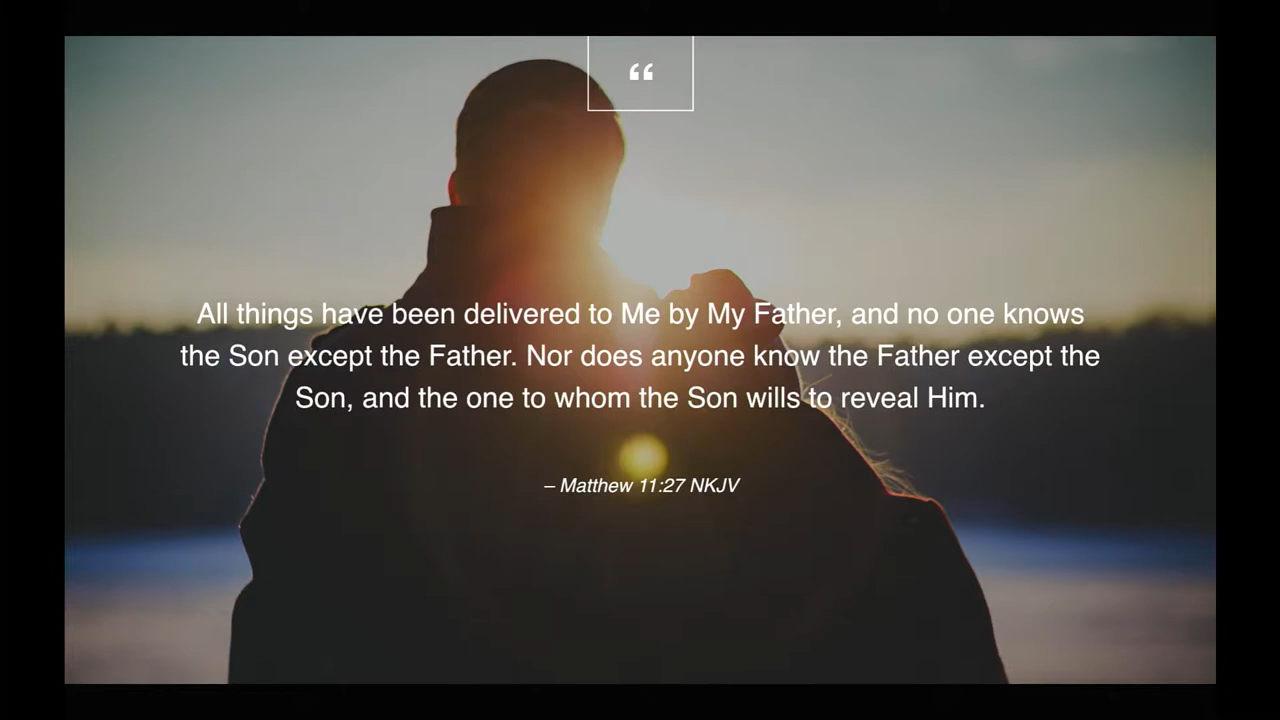 “
All things have been delivered to Me by My Father, and no one knows
the Son except the Father. Nor does anyone know the Father except the
Son, and the one to whom the Son wills to reveal Him.
– Matthew 11:27 NKJV